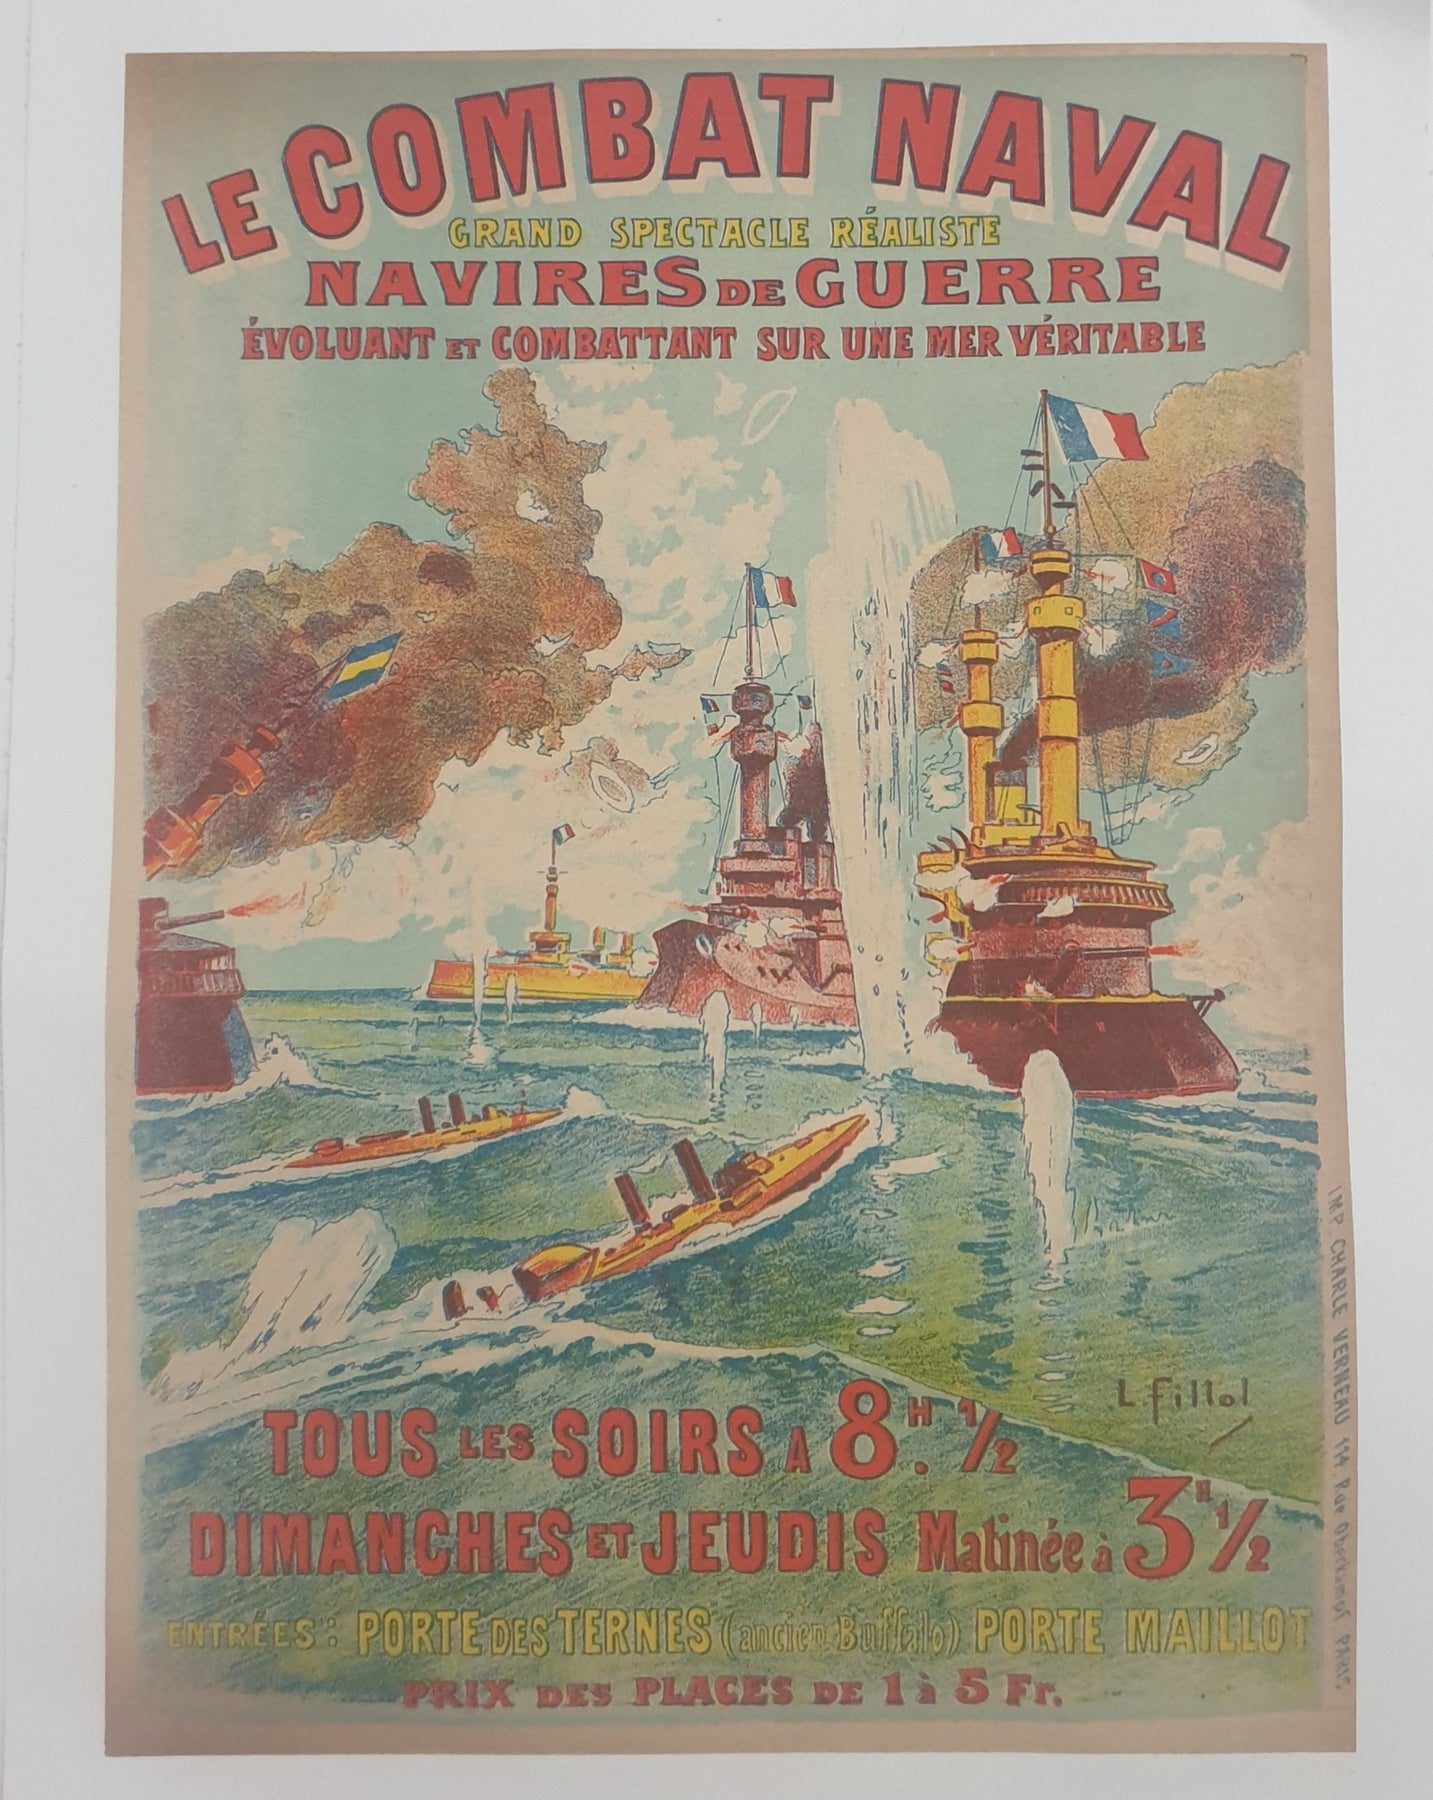 LE COMBAT NAVAL
GRAND SPECTACLE RÉALISTE
NAVIRES DE GUERRE
ÉVOLUANT ET COMBATTANT SUR UNE MER VÉRITABLE
L. Fillol
TOUS LES SOIRS A 8H. 1/2
DIMANCHES ET JEUDIS Matinée à 3H 1/2
ENTRÉES: PORTE DES TERNES (ancien Buffalo) PORTE MAILLOT
PRIX DES PLACES DE 1 à 5 Fr.
IMP. CHARLE VERNEAU 114 Rue Oberkampf, PARIS